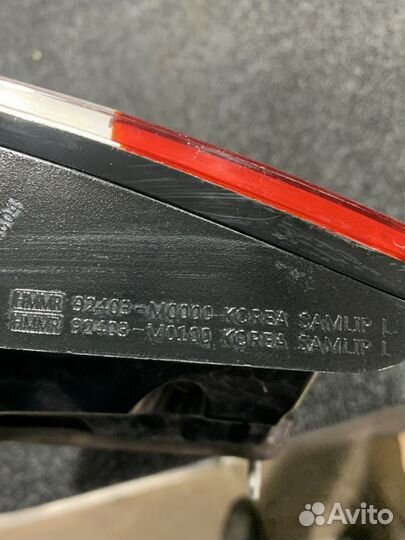 HMMR 92403-M0000 KOREA SAMLIP L
HMMR 92403-M0100 KOREA SAMLIP L
Avito